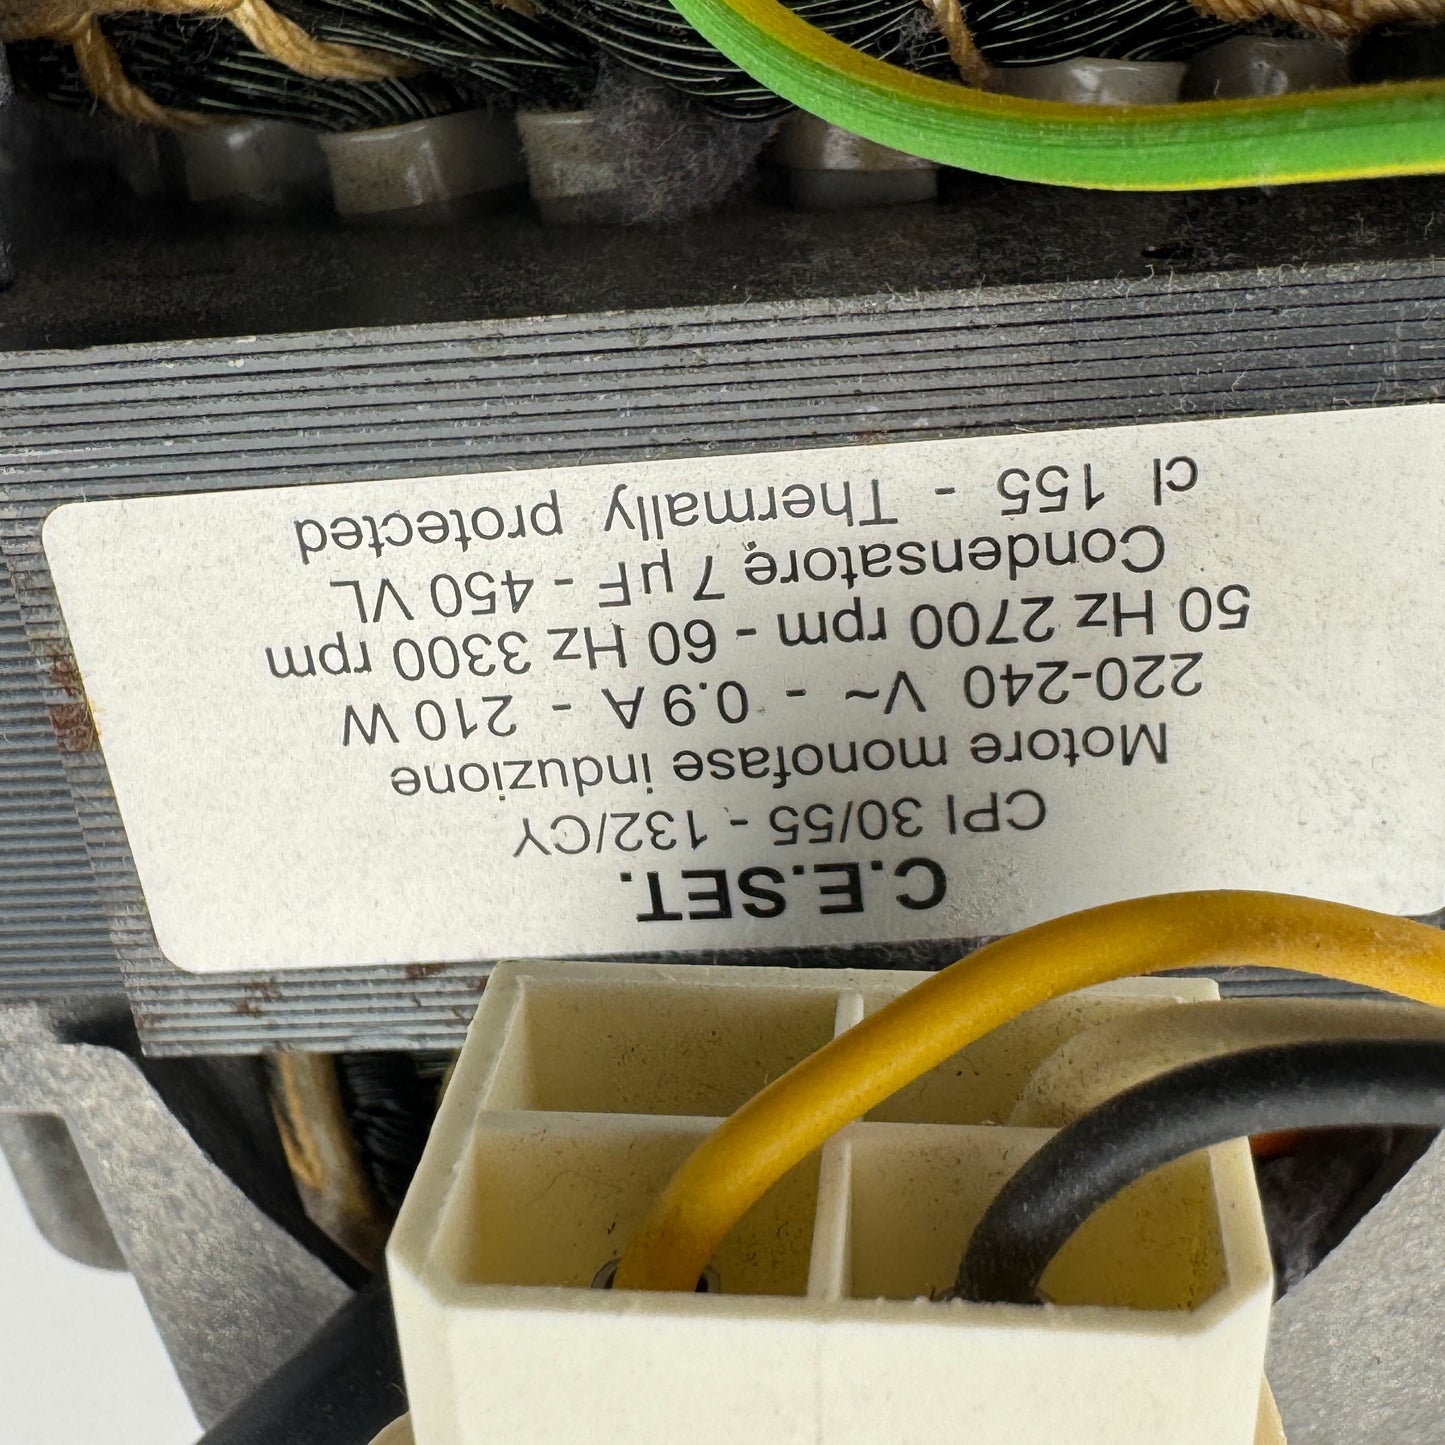 C.E.SET.
CPI 30/55 - 132/CY
Motore monofase induzione
220-240 V~ - 0.9 A - 210 W
50 Hz 2700 rpm - 60 Hz 3300 rpm
Condensatore 7 µF - 450 VL
cl 155 - Thermally protected